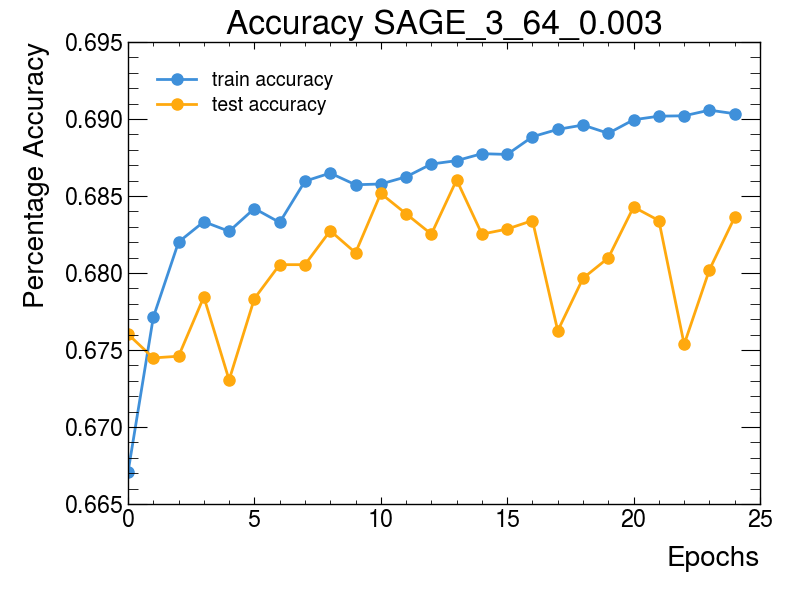 Accuracy SAGE_3_64_0.003
Percentage Accuracy
0.695
0.690
0.685
0.680
0.675
0.670
0.665
train accuracy
test accuracy
0 5 10 15 20 25
Epochs